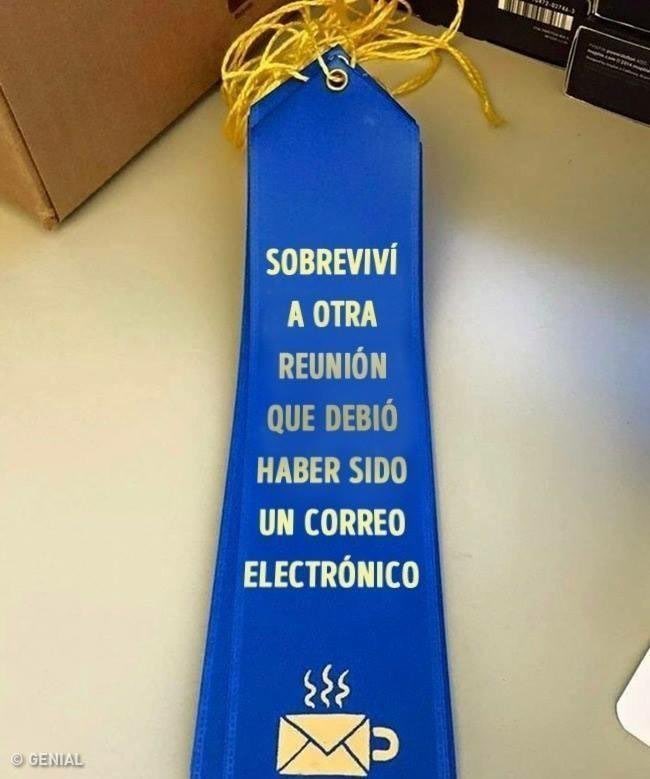 SOBREVIVÍ
A OTRA
REUNIÓN
QUE DEBIÓ
HABER SIDO
UN CORREO
ELECTRÓNICO
© GENIAL